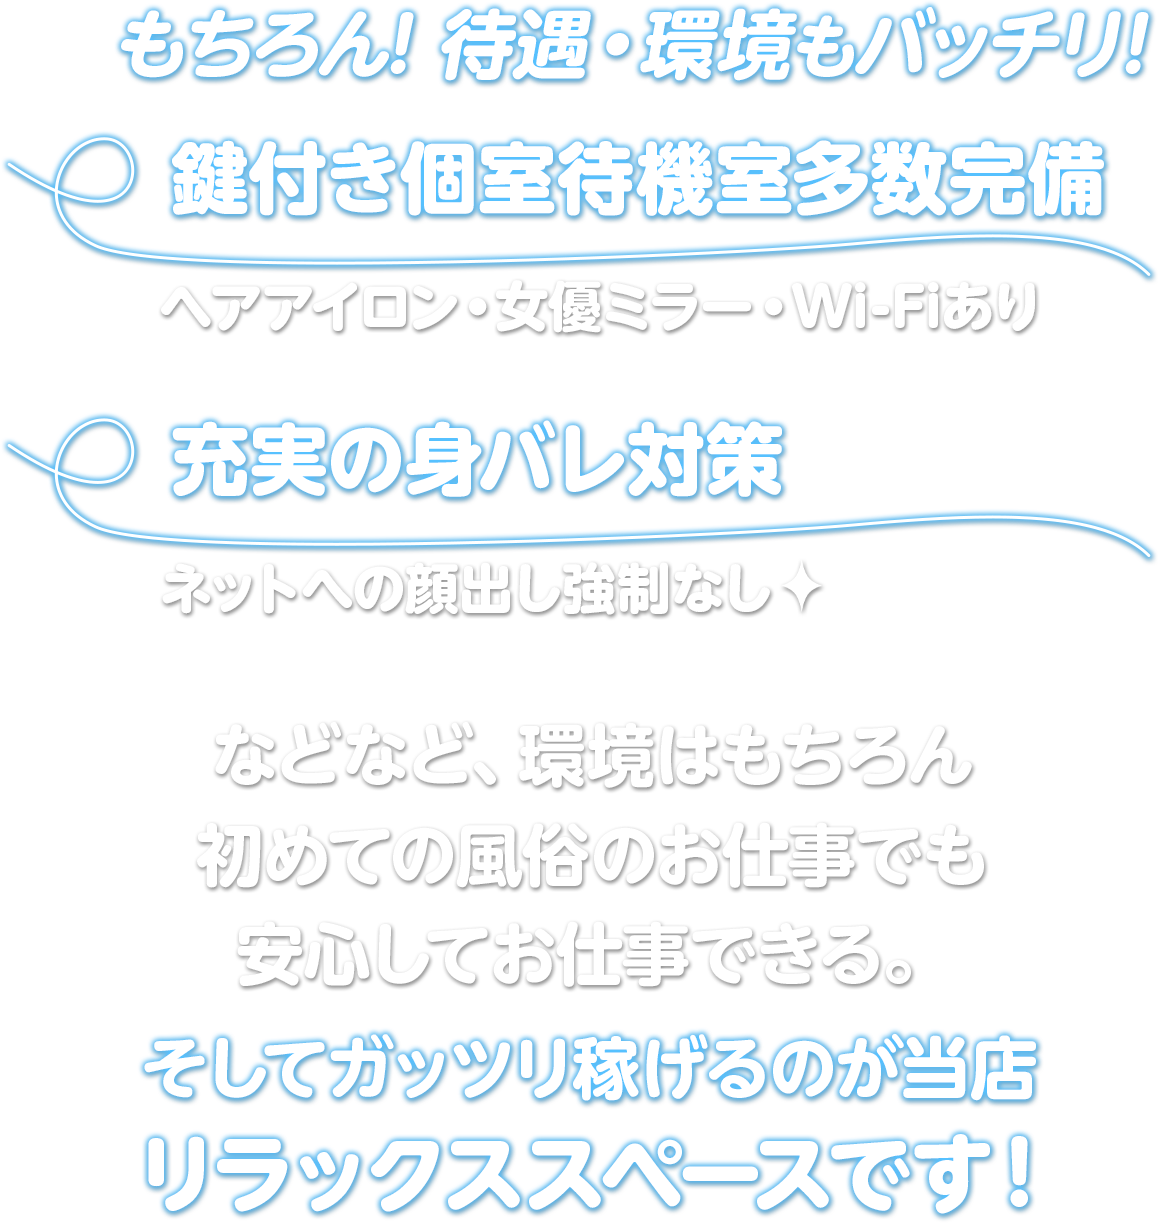 もちろん! 待遇・環境もバッチリ!
鍵付き個室待機室多数完備
ヘアアイロン・女優ミラー・Wi-Fiあり
充実の身バレ対策
ネットへの顔出し強制なし✦
などなど、環境はもちろん
初めての風俗のお仕事でも
安心してお仕事できる。
そしてガッツリ稼げるのが当店
リラックススペースです!